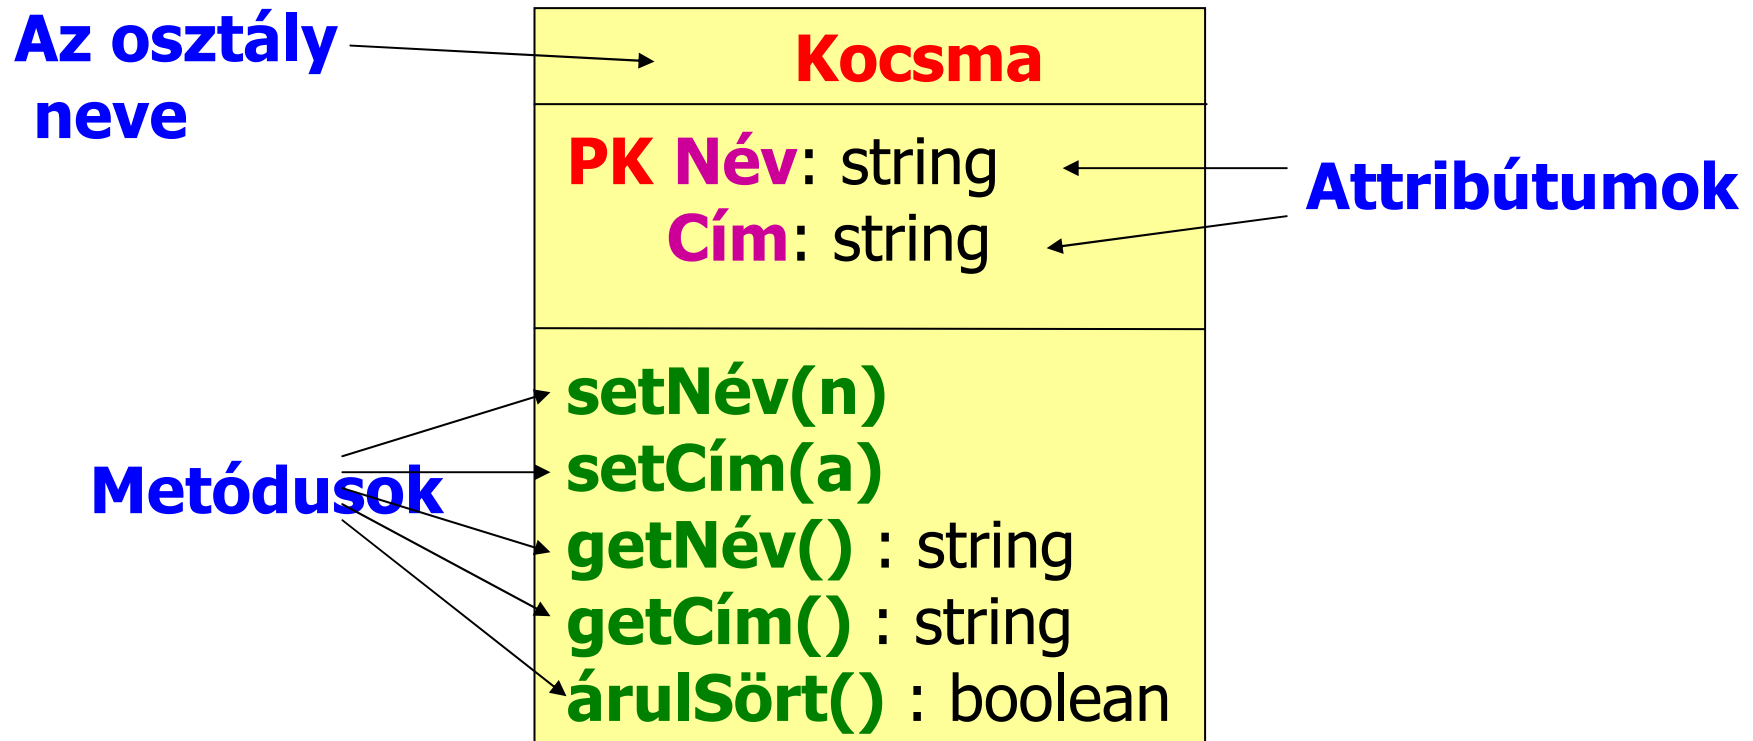 Az osztály
neve
Kocsma
PK Név: string
Cím: string
Attribútumok
setNév(n)
setCím(a)
getNév() : string
getCím() : string
árulSört() : boolean
Metódusok